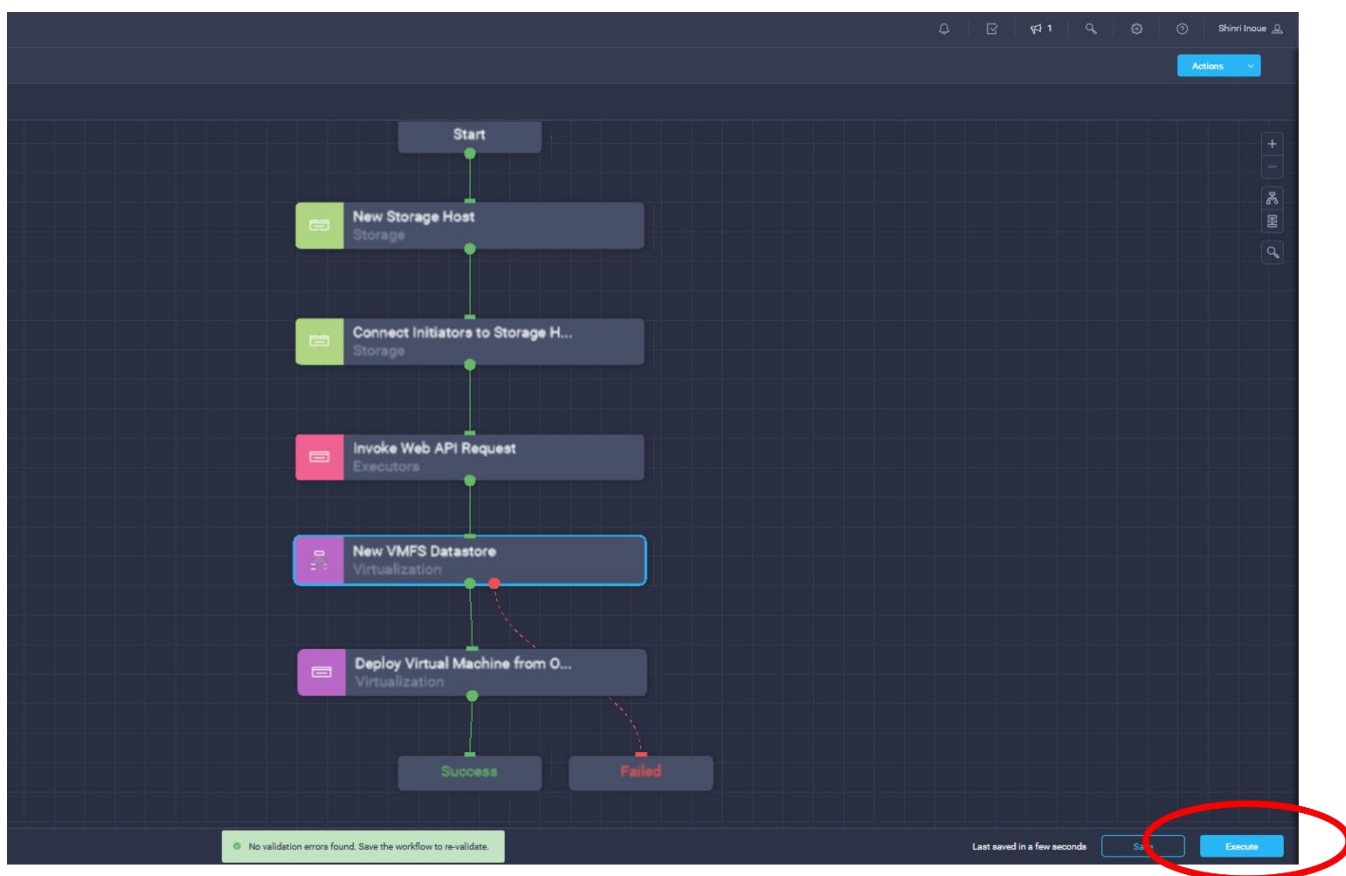 1
Shinri Inoue
Actions
Start
New Storage Host
Storage
Connect Initiators to Storage H...
Storage
Invoke Web API Request
Executors
New VMFS Datastore
Virtualization
Deploy Virtual Machine from O...
Virtualization
Success
Failed
No validation errors found. Save the workflow to re-validate.
Last saved in a few seconds
Save
Execute